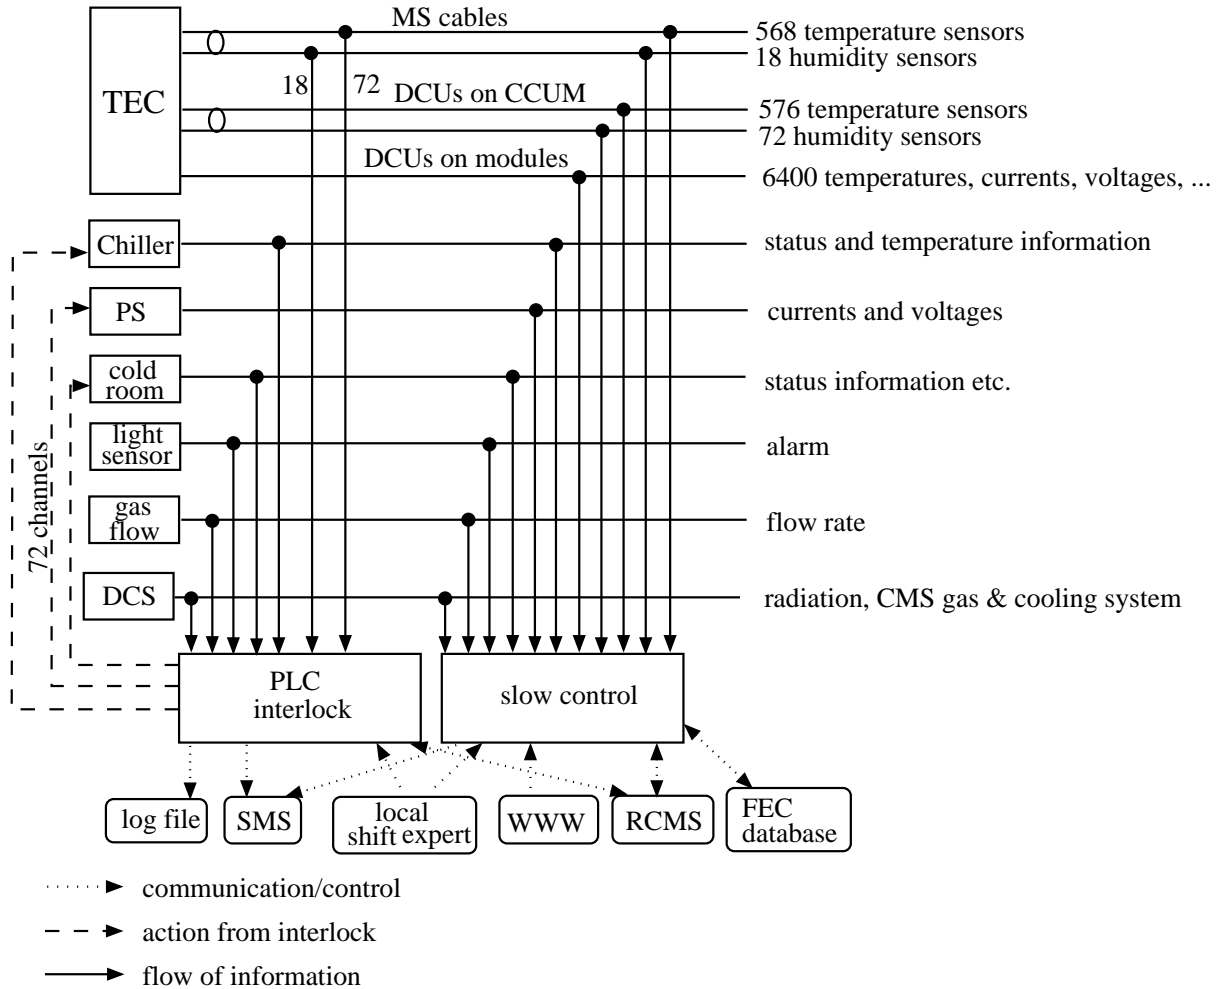 MS cables
568 temperature sensors
18 humidity sensors
18
72
TEC
DCUs on CCUM
576 temperature sensors
72 humidity sensors
DCUs on modules
6400 temperatures, currents, voltages, ...
Chiller
status and temperature information
PS
currents and voltages
cold
room
status information etc.
light
sensor
alarm
72 channels
gas
flow
flow rate
DCS
radiation, CMS gas & cooling system
PLC
interlock
slow control
log file
SMS
local
shift expert
WWW
RCMS
FEC
database
communication/control
action from interlock
flow of information